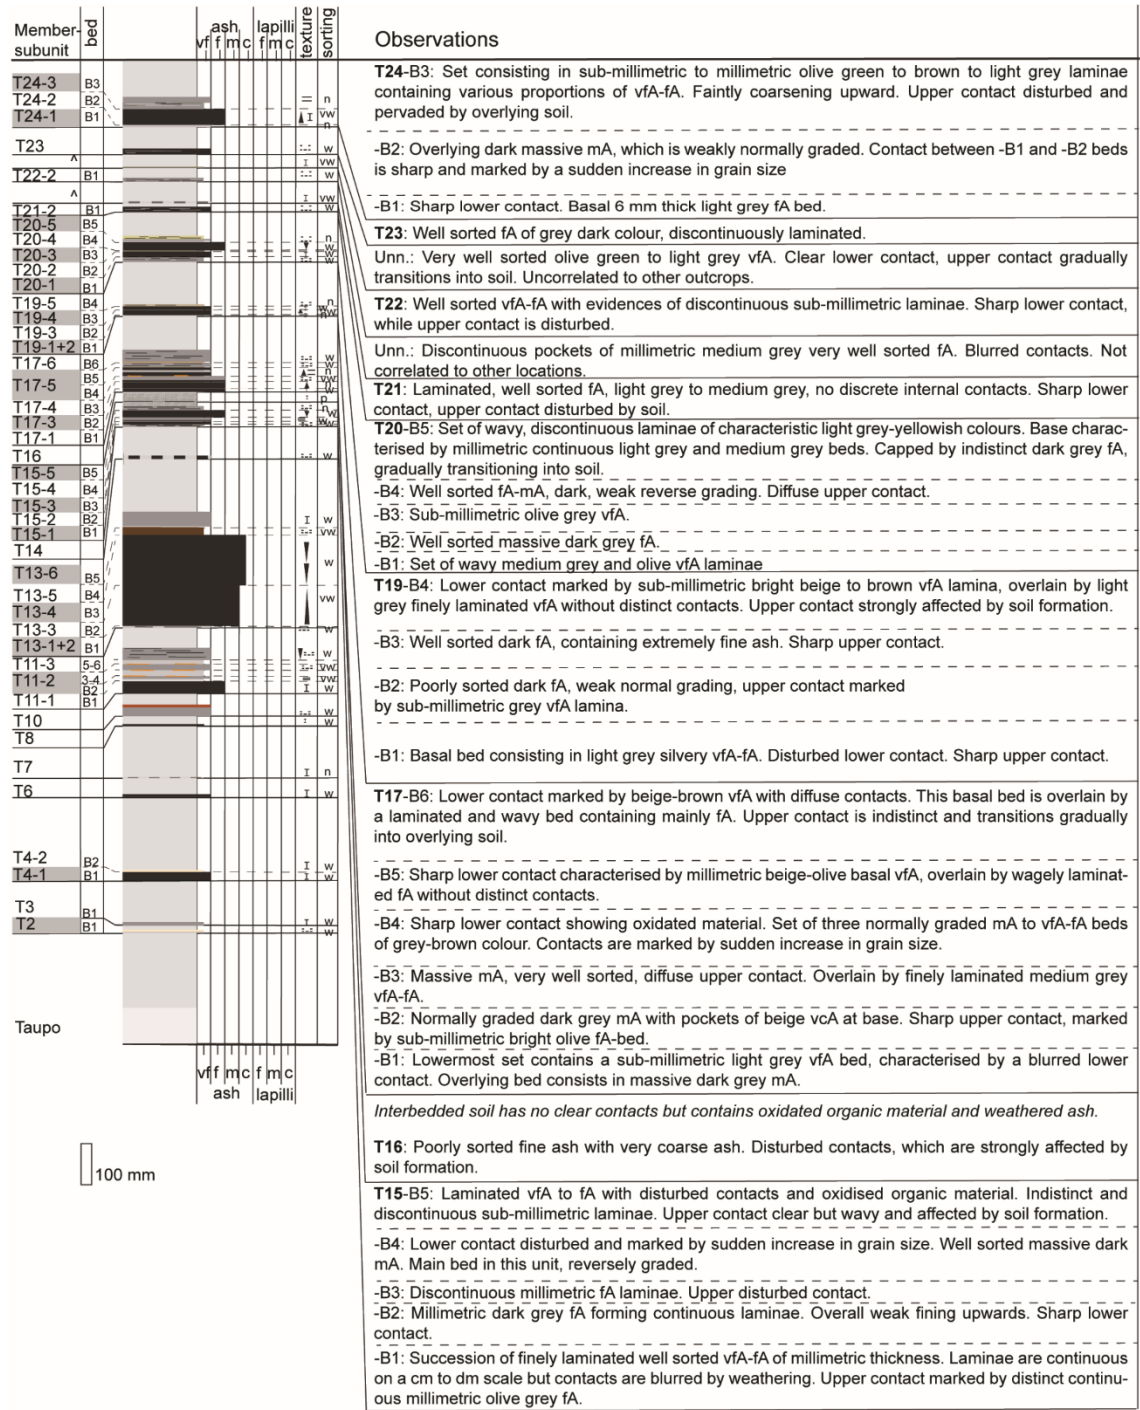 Member-
subunit
bed
ash
lapilli
vf f m c
f m c
texture
sorting
Observations
T24-3 B3
T24-2 B2 n
T24-1 B1 I vw
n
T23 w
^ I vw
T22-2 B1 w
^ I vw
T21-2 B1 w
T20-5 B5
T20-4 B4 n
T20-3 B3 w
T20-2 B2 w
T20-1 B1
T19-5 B4 n
T19-4 B3
T19-3 B2
T19-1+2 B1
T17-6 B6 w
T17-5 B5 n
B4 vw
T17-4 B3 p
T17-3 B2 n
T17-1 B1 w
T16 w
T15-5 B5
T15-4 B4
T15-3 B3
T15-2 B2 I w
T15-1 B1 vw
T14
T13-6 B5 w
T13-5 B4 vw
T13-4 B3
T13-3 B2 w
T13-1+2 B1 w
T11-3 5-6 vw
T11-2 3-4 vw
B2 I w
T11-1 B1
T10 w
T8 w
T7 I n
T6 I w
T4-2 B2 I w
T4-1 B1 I w
T3 B1 I w
T2 B1 w
Taupo
vf f m c
f m c
ash
lapilli
100 mm
T24-B3: Set consisting in sub-millimetric to millimetric olive green to brown to light grey laminae
containing various proportions of vfA-fA. Faintly coarsening upward. Upper contact disturbed and
pervaded by overlying soil.
-B2: Overlying dark massive mA, which is weakly normally graded. Contact between -B1 and -B2 beds
is sharp and marked by a sudden increase in grain size
-B1: Sharp lower contact. Basal 6 mm thick light grey fA bed.
T23: Well sorted fA of grey dark colour, discontinuously laminated.
Unn.: Very well sorted olive green to light grey vfA. Clear lower contact, upper contact gradually
transitions into soil. Uncorrelated to other outcrops.
T22: Well sorted vfA-fA with evidences of discontinuous sub-millimetric laminae. Sharp lower contact,
while upper contact is disturbed.
Unn.: Discontinuous pockets of millimetric medium grey very well sorted fA. Blurred contacts. Not
correlated to other locations.
T21: Laminated, well sorted fA, light grey to medium grey, no discrete internal contacts. Sharp lower
contact, upper contact disturbed by soil.
T20-B5: Set of wavy, discontinuous laminae of characteristic light grey-yellowish colours. Base charac-
terised by millimetric continuous light grey and medium grey beds. Capped by indistinct dark grey fA,
gradually transitioning into soil.
-B4: Well sorted fA-mA, dark, weak reverse grading. Diffuse upper contact.
-B3: Sub-millimetric olive grey vfA.
-B2: Well sorted massive dark grey fA.
-B1: Set of wavy medium grey and olive vfA laminae
T19-B4: Lower contact marked by sub-millimetric bright beige to brown vfA lamina, overlain by light
grey finely laminated vfA without distinct contacts. Upper contact strongly affected by soil formation.
-B3: Well sorted dark fA, containing extremely fine ash. Sharp upper contact.
-B2: Poorly sorted dark fA, weak normal grading, upper contact marked
by sub-millimetric grey vfA lamina.
-B1: Basal bed consisting in light grey silvery vfA-fA. Disturbed lower contact. Sharp upper contact.
T17-B6: Lower contact marked by beige-brown vfA with diffuse contacts. This basal bed is overlain by
a laminated and wavy bed containing mainly fA. Upper contact is indistinct and transitions gradually
into overlying soil.
-B5: Sharp lower contact characterised by millimetric beige-olive basal vfA, overlain by wagely laminat-
ed fA without distinct contacts.
-B4: Sharp lower contact showing oxidated material. Set of three normally graded mA to vfA-fA beds
of grey-brown colour. Contacts are marked by sudden increase in grain size.
-B3: Massive mA, very well sorted, diffuse upper contact. Overlain by finely laminated medium grey
vfA-fA.
-B2: Normally graded dark grey mA with pockets of beige vcA at base. Sharp upper contact, marked
by sub-millimetric bright olive fA-bed.
-B1: Lowermost set contains a sub-millimetric light grey vfA bed, characterised by a blurred lower
contact. Overlying bed consists in massive dark grey mA.
Interbedded soil has no clear contacts but contains oxidated organic material and weathered ash.
T16: Poorly sorted fine ash with very coarse ash. Disturbed contacts, which are strongly affected by
soil formation.
T15-B5: Laminated vfA to fA with disturbed contacts and oxidised organic material. Indistinct and
discontinuous sub-millimetric laminae. Upper contact clear but wavy and affected by soil formation.
-B4: Lower contact disturbed and marked by sudden increase in grain size. Well sorted massive dark
mA. Main bed in this unit, reversely graded.
-B3: Discontinuous millimetric fA laminae. Upper disturbed contact.
-B2: Millimetric dark grey fA forming continuous laminae. Overall weak fining upwards. Sharp lower
contact.
-B1: Succession of finely laminated well sorted vfA-fA of millimetric thickness. Laminae are continuous
on a cm to dm scale but contacts are blurred by weathering. Upper contact marked by distinct continu-
ous millimetric olive grey fA.